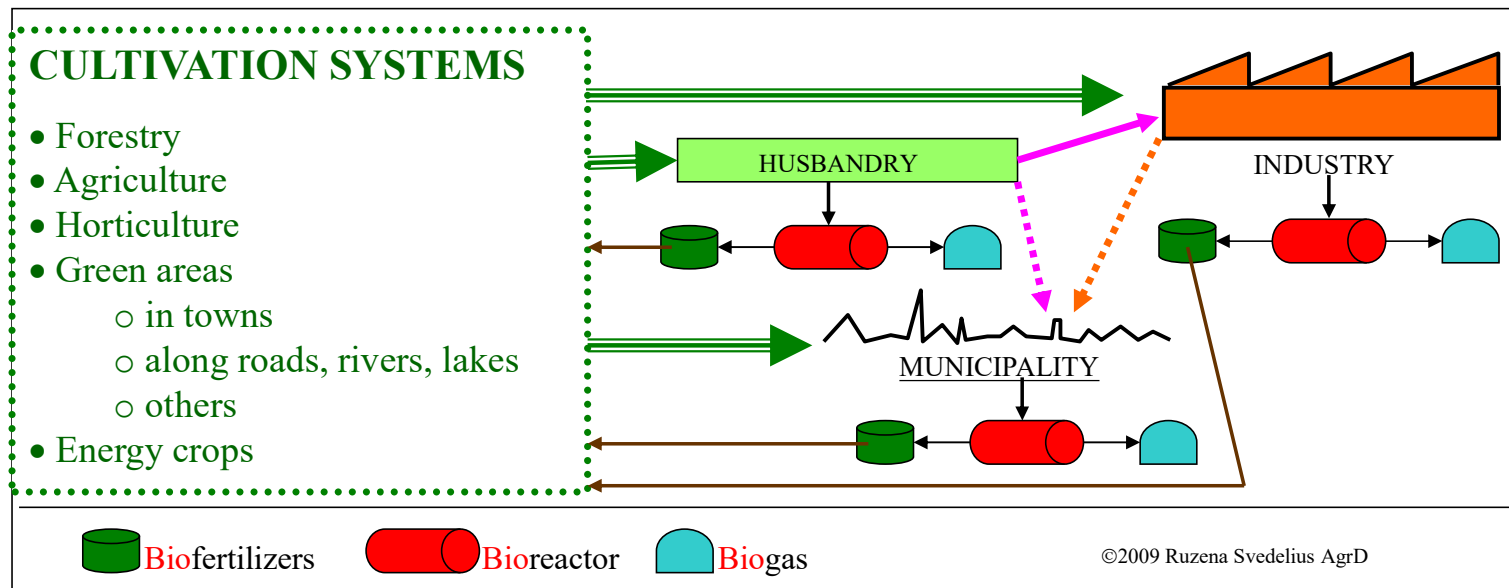 CULTIVATION SYSTEMS
• Forestry
• Agriculture
• Horticulture
• Green areas
o in towns
o along roads, rivers, lakes
o others
• Energy crops
HUSBANDRY
INDUSTRY
MUNICIPALITY
Biofertilizers
Bioreactor
Biogas
©2009 Ruzena Svedelius AgrD